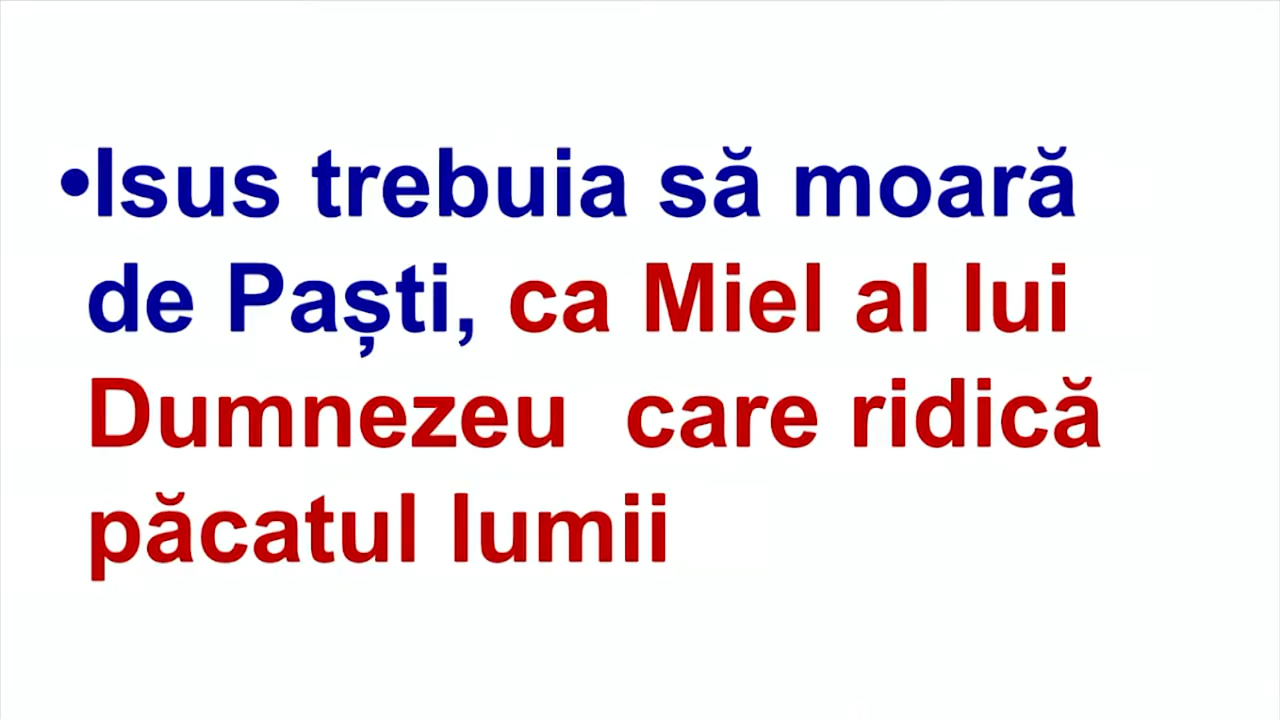 •Isus trebuia să moară
de Paști, ca Miel al lui
Dumnezeu  care ridică
păcatul lumii